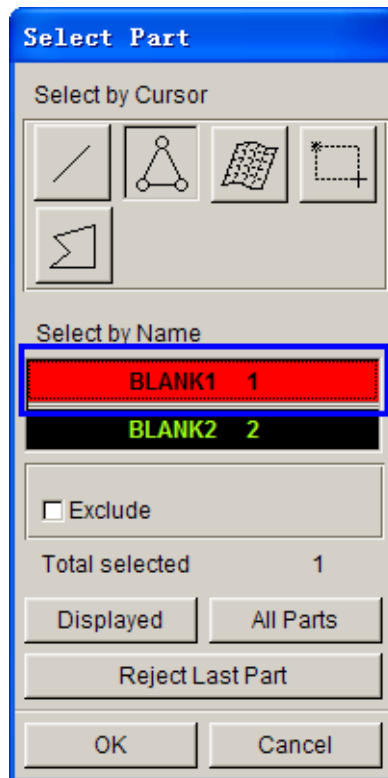 Select Part
Select by Cursor
Select by Name
BLANK1 1
BLANK2 2
Exclude
Total selected 1
Displayed All Parts
Reject Last Part
OK Cancel